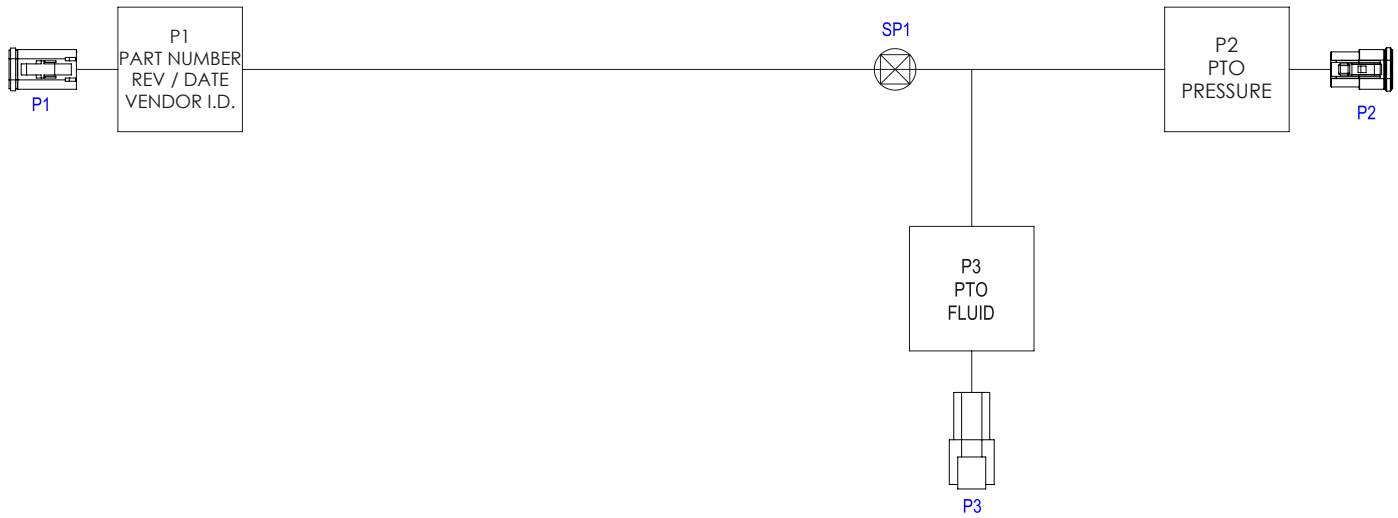 P1
P1
PART NUMBER
REV / DATE
VENDOR I.D.
SP1
P2
PTO
PRESSURE
P2
P3
PTO
FLUID
P3